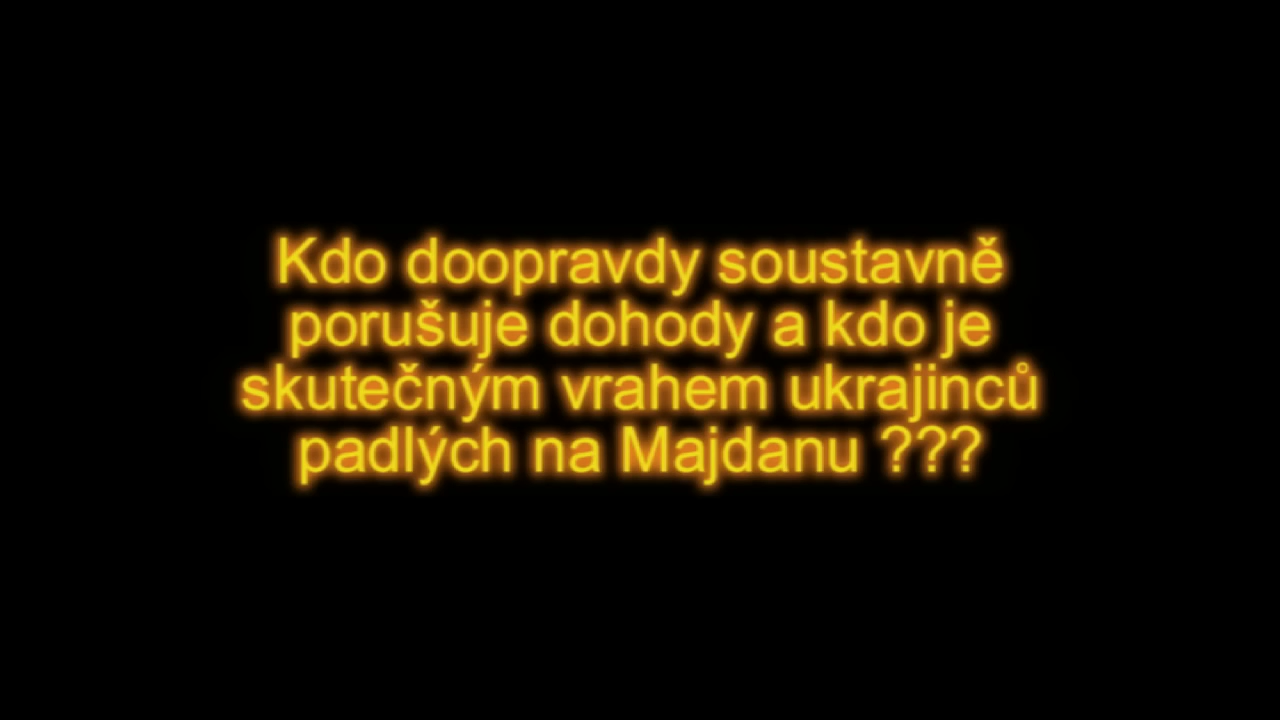 Kdo doopravdy soustavně
porušuje dohody a kdo je
skutečným vrahem ukrajinců
padlých na Majdanu ???